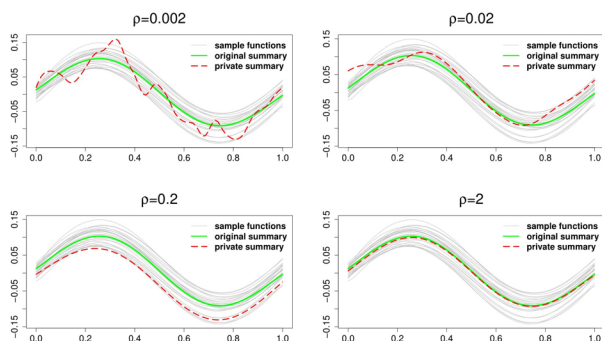 ρ=0.002
sample functions
original summary
private summary
0.15
0.05
−0.05
−0.15
0.0 0.2 0.4 0.6 0.8 1.0
ρ=0.02
sample functions
original summary
private summary
0.15
0.05
−0.05
−0.15
0.0 0.2 0.4 0.6 0.8 1.0
ρ=0.2
sample functions
original summary
private summary
0.15
0.05
−0.05
−0.15
0.0 0.2 0.4 0.6 0.8 1.0
ρ=2
sample functions
original summary
private summary
0.15
0.05
−0.05
−0.15
0.0 0.2 0.4 0.6 0.8 1.0